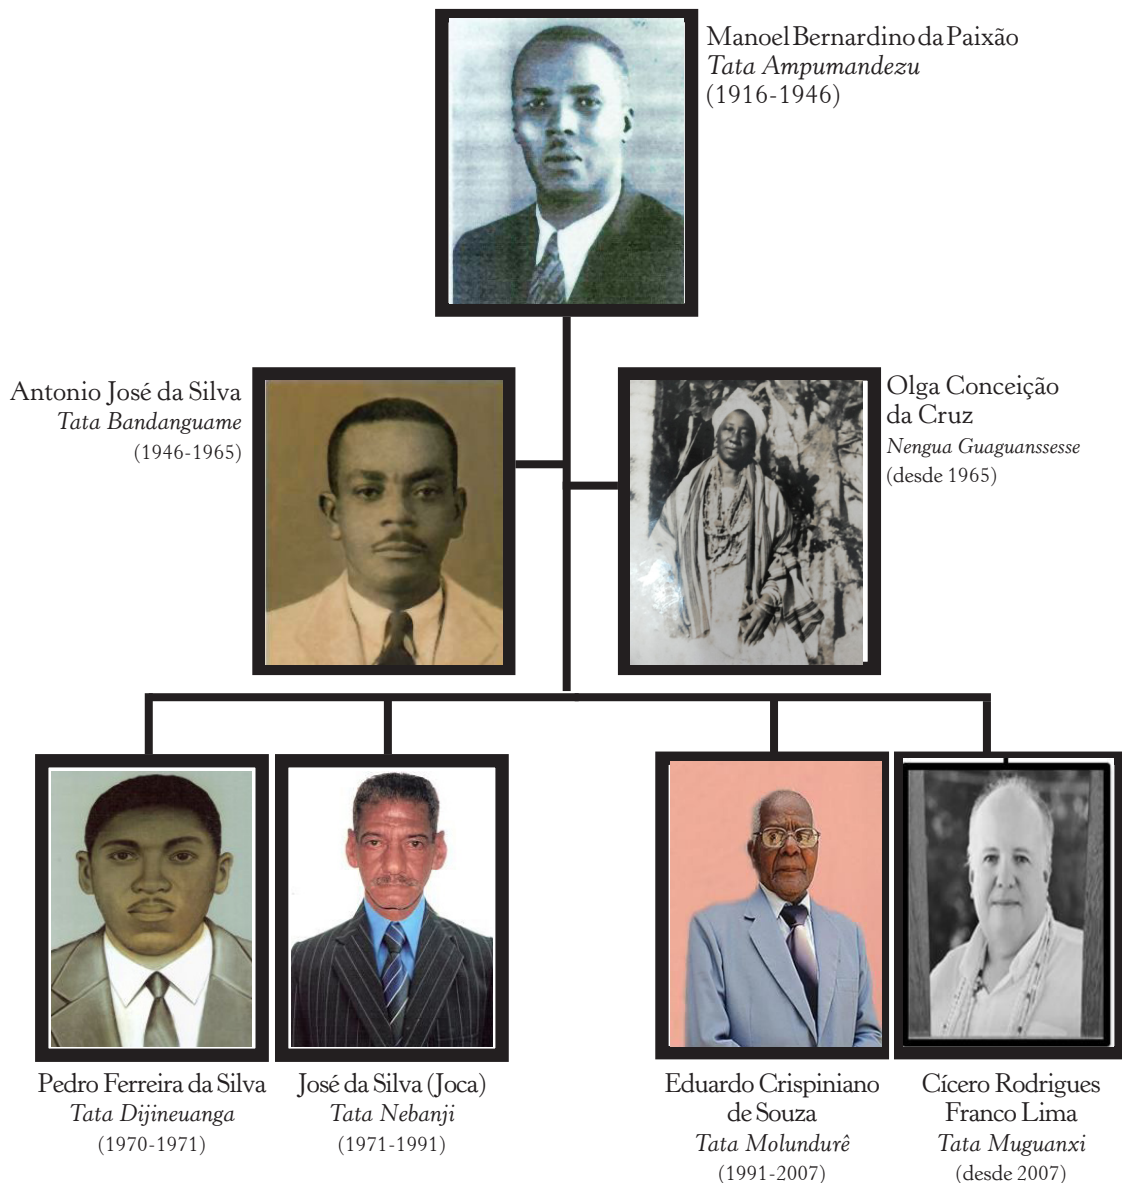 Manoel Bernardino da Paixão
Tata Ampumandezu
(1916-1946)
Antonio José da Silva
Tata Bandanguame
(1946-1965)
Olga Conceição
da Cruz
Nengua Guaguanssesse
(desde 1965)
Pedro Ferreira da Silva
Tata Dijineuanga
(1970-1971)
José da Silva (Joca)
Tata Nebanji
(1971-1991)
Eduardo Crispiniano
de Souza
Tata Molundurê
(1991-2007)
Cícero Rodrigues
Franco Lima
Tata Muguanxi
(desde 2007)